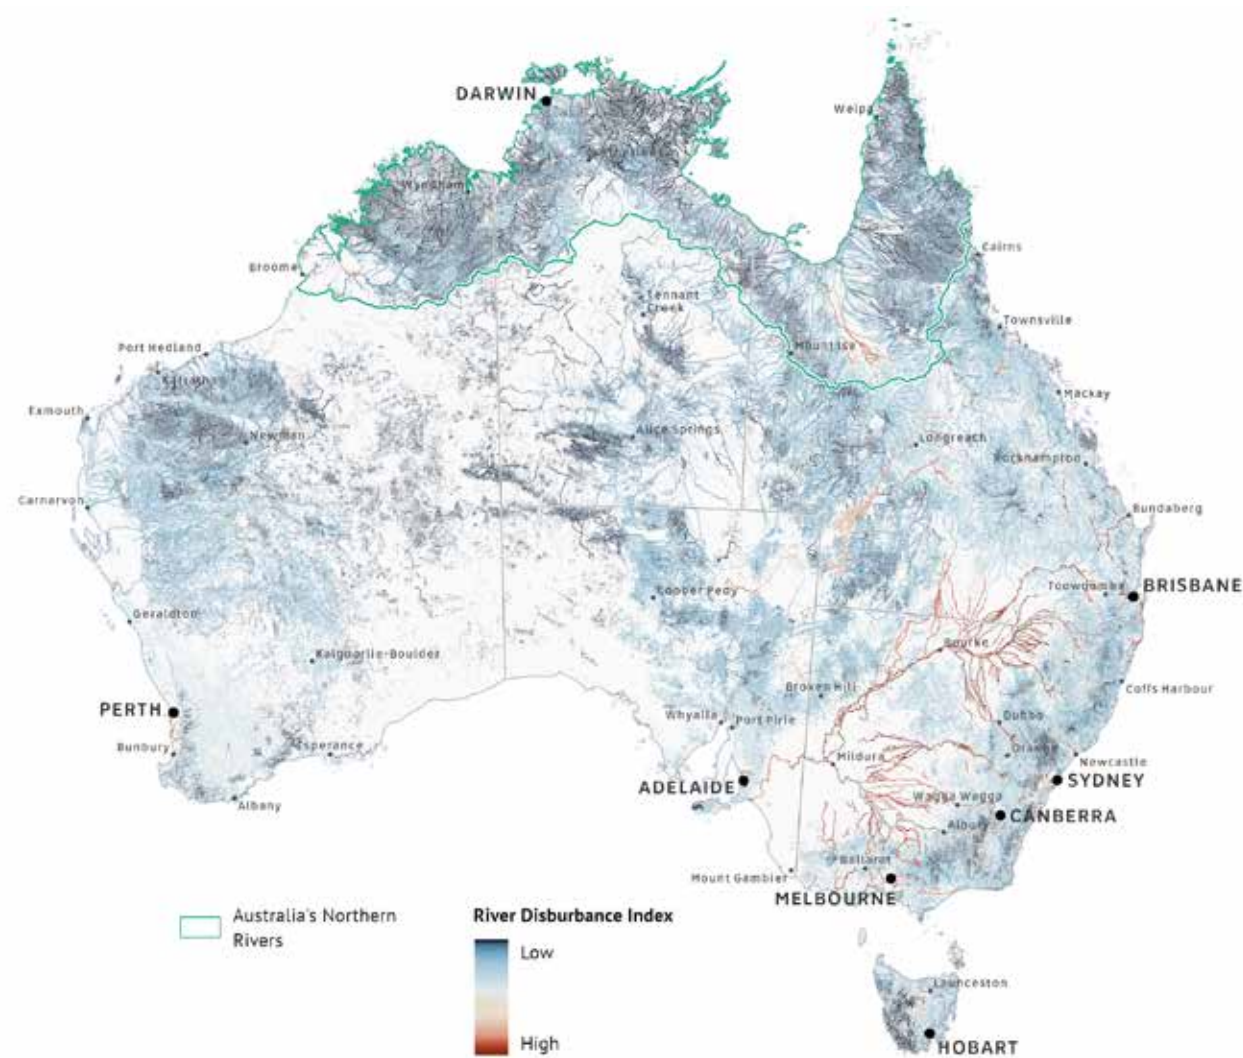 DARWIN
Weipa
Wyndham
Cairns
Broome
Tennant
Creek
Townsville
Port Hedland
Mount Isa
Karratha
Mackay
Exmouth
Newman
Alice Springs
Longreach
Rockhampton
Carnarvon
Bundaberg
Coober Pedy
Toowoomba
BRISBANE
Geraldton
Bourke
Kalgoorlie-Boulder
Broken Hill
Coffs Harbour
PERTH
Whyalla
Port Pirie
Dubbo
Bunbury
Esperance
Orange
Mildura
Newcastle
ADELAIDE
SYDNEY
Wagga Wagga
Albany
CANBERRA
Albury
Ballarat
Mount Gambier
MELBOURNE
Australia's Northern
Rivers
River Disburbance Index
Low
High
Launceston
HOBART